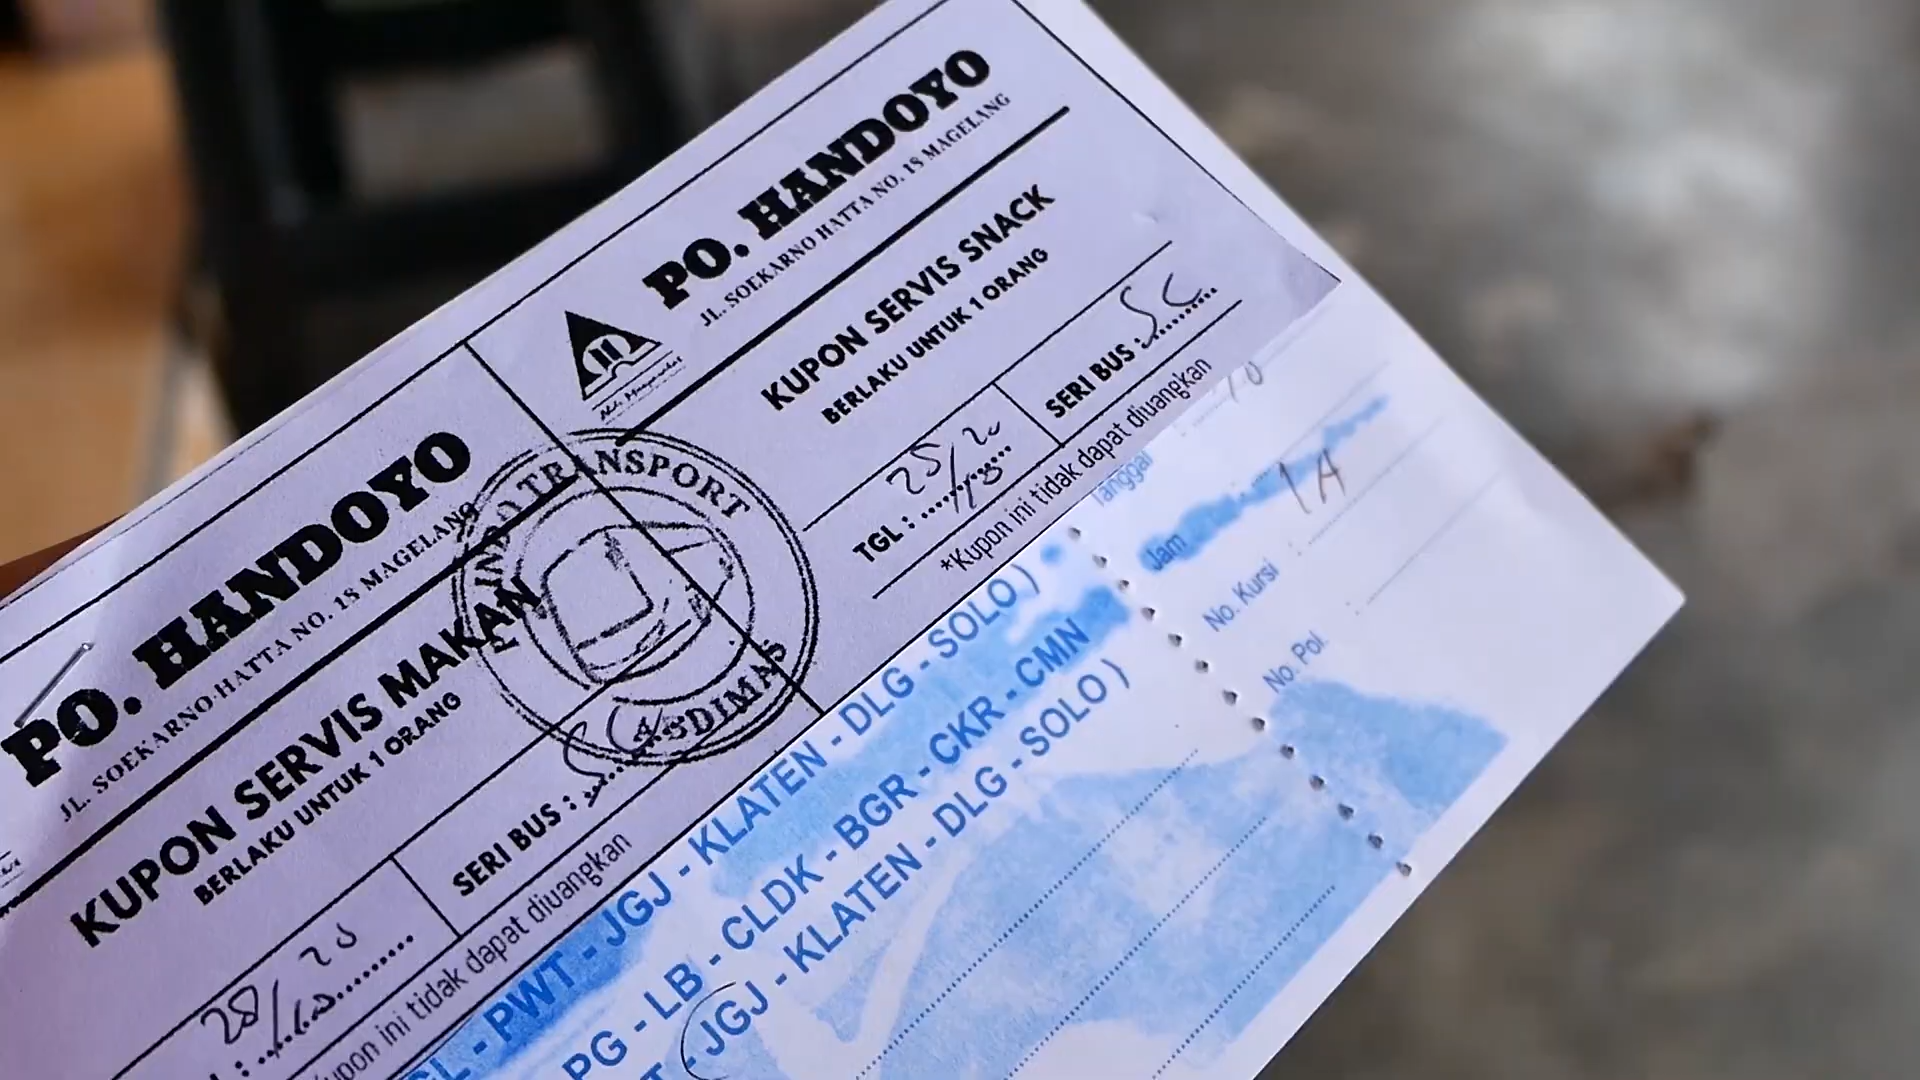 PO. HANDOYO
JL. SOEKARNO HATTA NO. 18 MAGELANG
KUPON SERVIS SNACK
BERLAKU UNTUK 1 ORANG
TGL :
SERI BUS : SC
*Kupon ini tidak dapat diuangkan
PO. HANDOYO
JL. SOEKARNO HATTA NO. 18 MAGELANG
KUPON SERVIS MAKAN
BERLAKU UNTUK 1 ORANG
SERI BUS : SC
Kupon ini tidak dapat diuangkan
TRANSPORT
Tanggal
Jam
1A
No. Kursi :
No. Pol. :
- PWT - JGJ - KLATEN - DLG - SOLO )
PG - LB - CLDK - BGR - CKR - CMN
- JGJ - KLATEN - DLG - SOLO )